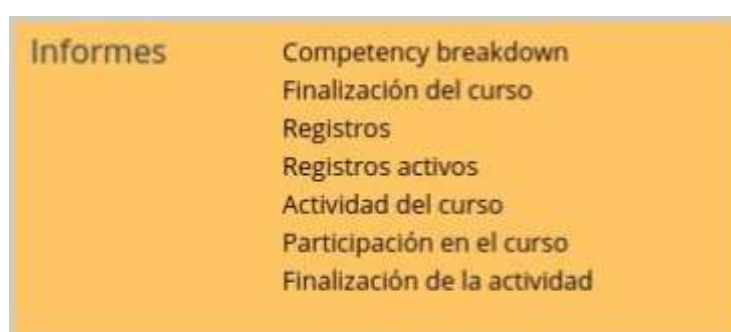 Informes
Competency breakdown
Finalización del curso
Registros
Registros activos
Actividad del curso
Participación en el curso
Finalización de la actividad